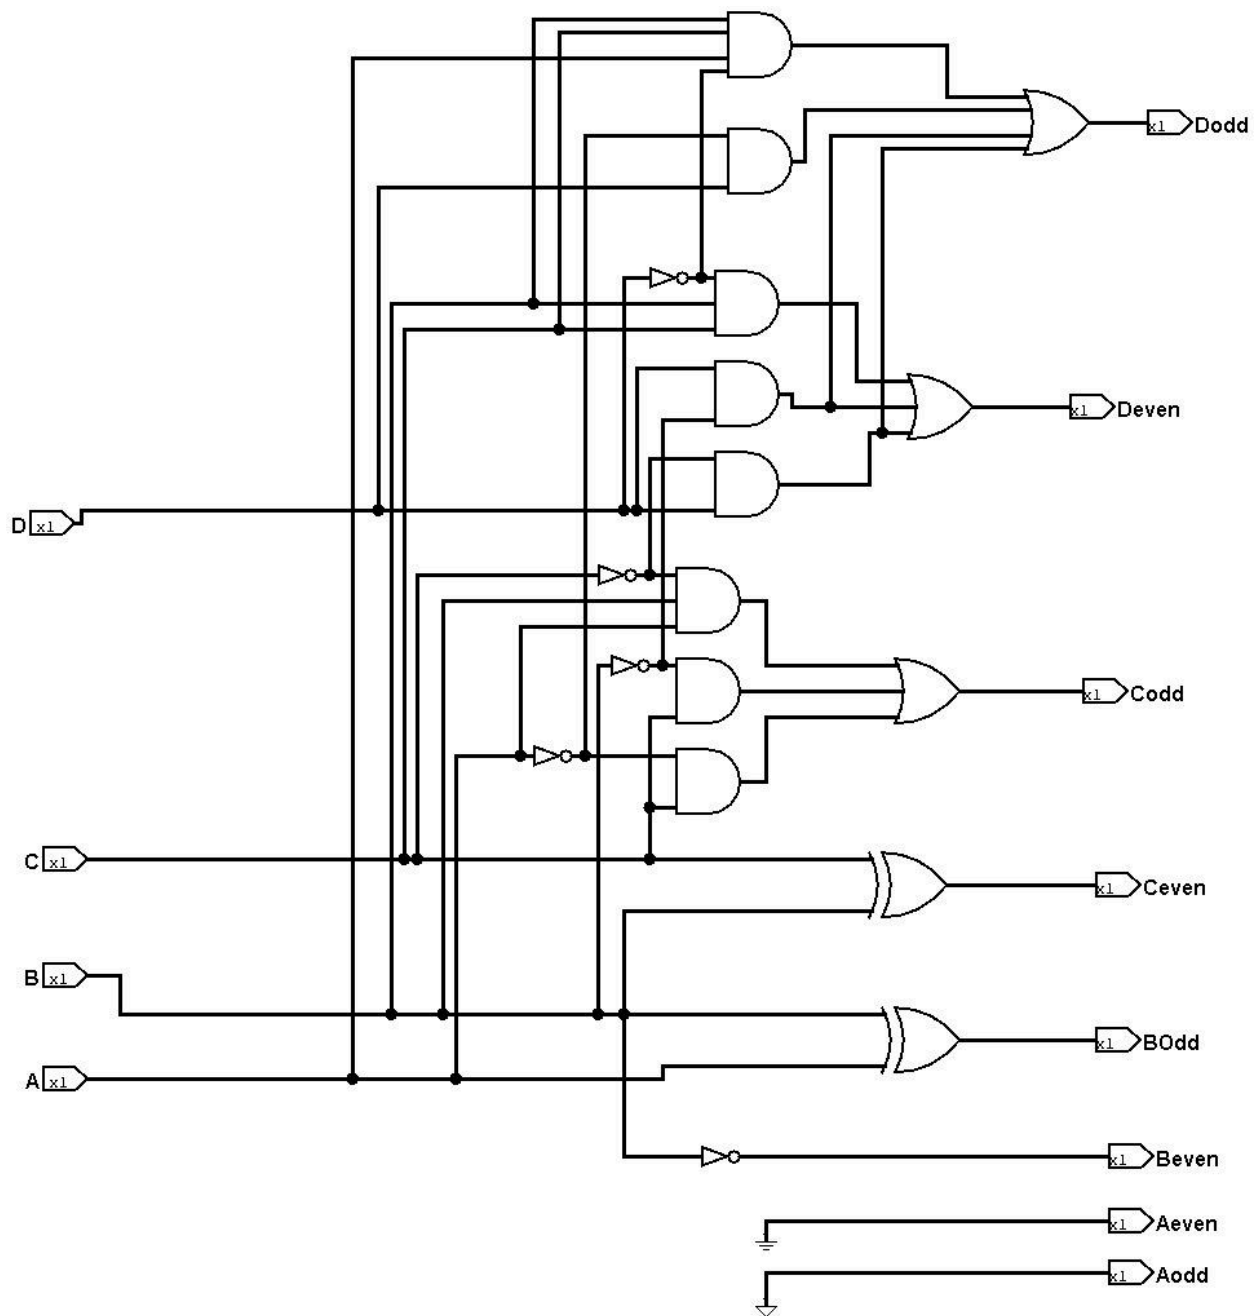 x1 Dodd
x1 Deven
D x1
x1 Codd
C x1
x1 Ceven
B x1
x1 BOdd
A x1
x1 Beven
x1 Aeven
x1 Aodd